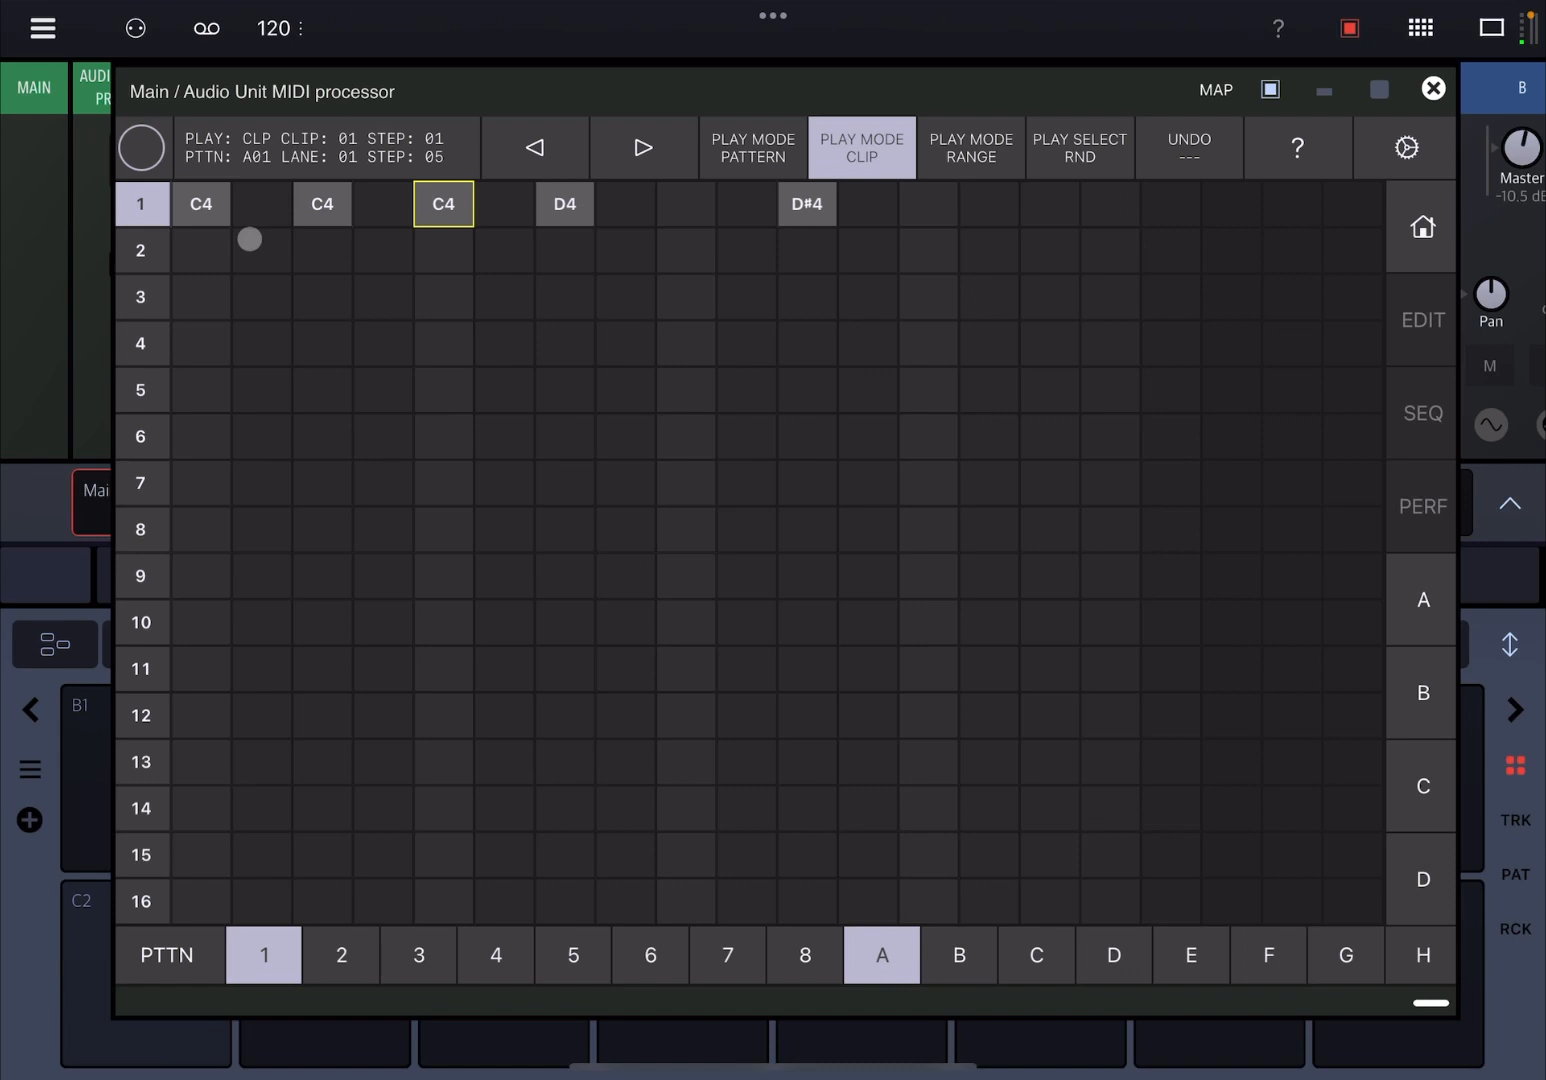 120
?
MAIN
AUDI
PR
Main / Audio Unit MIDI processor
MAP
B
PLAY: CLP CLIP: 01 STEP: 01
PTTN: A01 LANE: 01 STEP: 05
PLAY MODE
PATTERN
PLAY MODE
CLIP
PLAY MODE
RANGE
PLAY SELECT
RND
UNDO
---
?
Master
-10.5 dB
1
C4
C4
C4
D4
D#4
2
3
4
5
6
7
8
9
10
11
12
13
14
15
16
EDIT
SEQ
PERF
A
B
C
D
Pan
M
Mai
B1
C2
TRK
PAT
RCK
PTTN
1
2
3
4
5
6
7
8
A
B
C
D
E
F
G
H